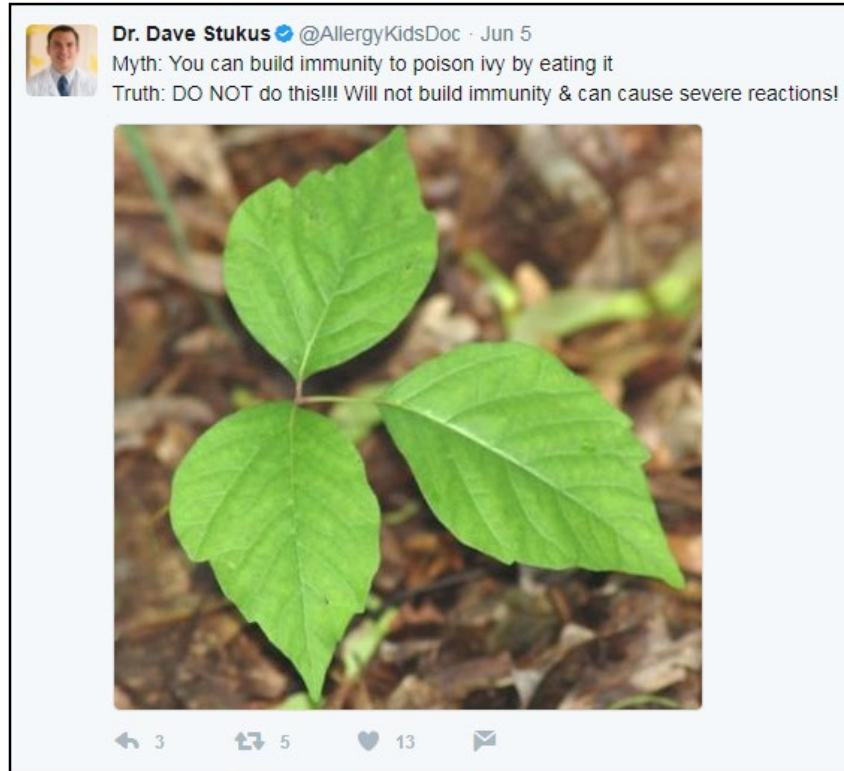 Dr. Dave Stukus @AllergyKidsDoc · Jun 5
Myth: You can build immunity to poison ivy by eating it
Truth: DO NOT do this!!! Will not build immunity & can cause severe reactions!
3 5 13